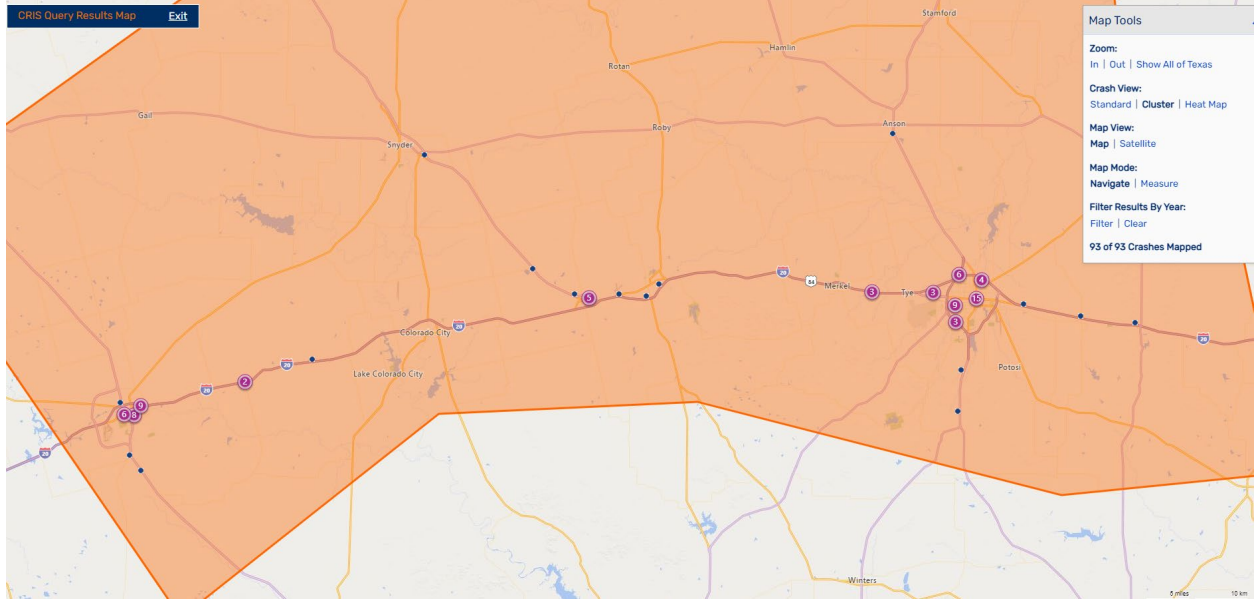 CRIS Query Results Map Exit
Map Tools
Zoom:
In | Out | Show All of Texas
Crash View:
Standard | Cluster | Heat Map
Map View:
Map | Satellite
Map Mode:
Navigate | Measure
Filter Results By Year:
Filter | Clear
93 of 93 Crashes Mapped
Stamford
Hamlin
Rotan
Gail
Roby
Anson
Snyder
20
84
Merkel
3
Tye
3
6
4
9
15
3
5
Colorado City
20
20
Lake Colorado City
Potosi
20
20
2
9
6
8
20
Winters
5 miles
10 km